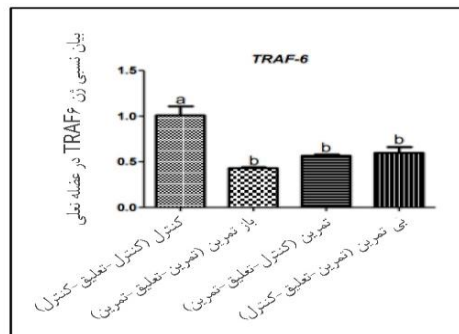 TRAF-6
بیان نسبی ژن TRAF۶ در عضله نعلی
1.5
1.0
0.5
0.0
a
b
b
b
کنترل (کنترل-تعلیق-کنترل)
باز تمرین (تمرین-تعلیق-تمرین)
تمرین (کنترل-تعلیق-تمرین)
بی تمرین (تمرین-تعلیق-کنترل)